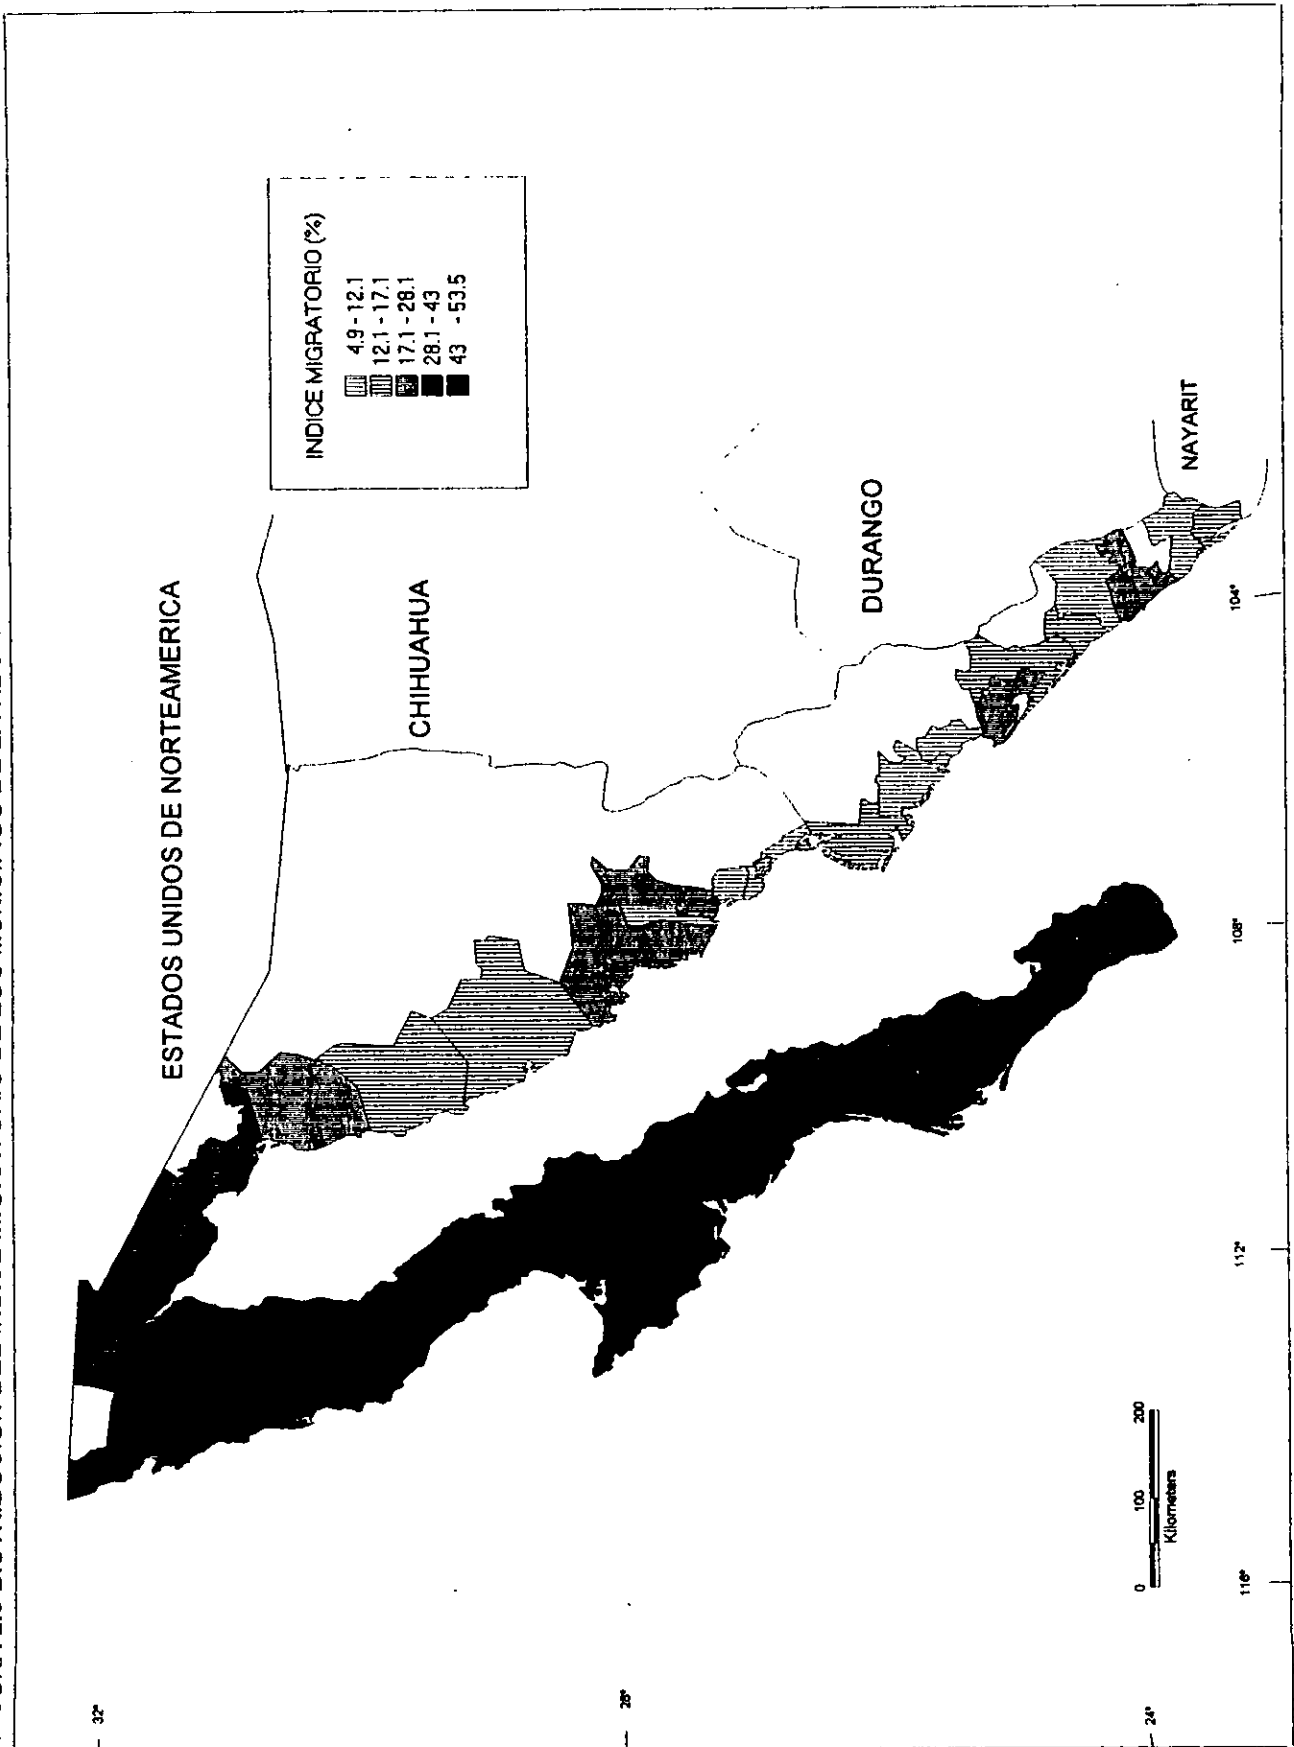 ESTADOS UNIDOS DE NORTEAMERICA
CHIHUAHUA
DURANGO
NAYARIT
INDICE MIGRATORIO (%)
4.9 - 12.1
12.1 - 17.1
17.1 - 28.1
28.1 - 43
43 - 53.5
32°
28°
24°
116°
112°
108°
104°
0 100 200
Kilometers